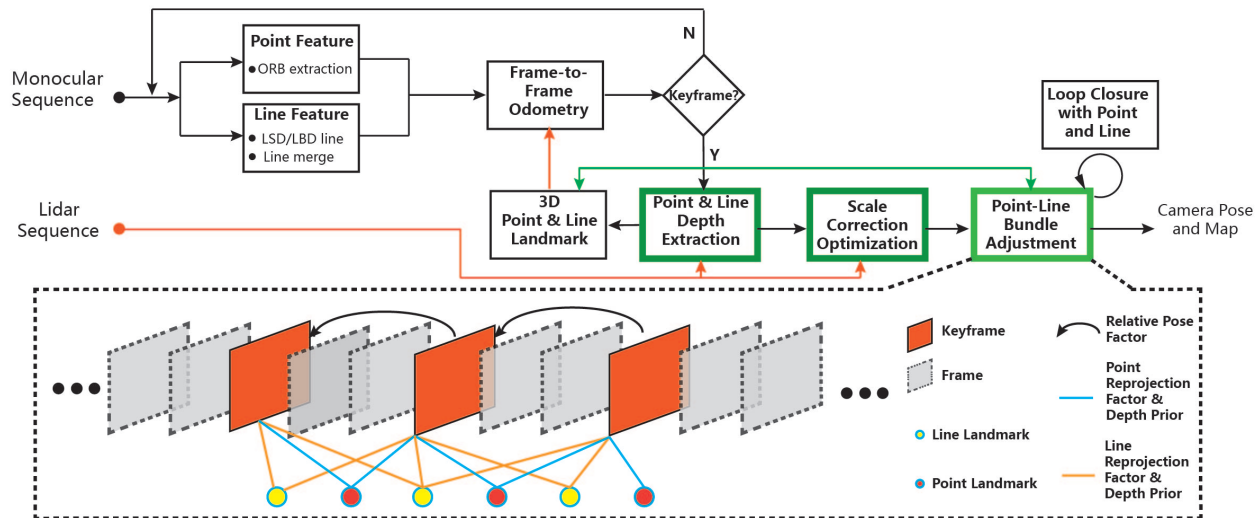 Monocular
Sequence
Point Feature
ORB extraction
Line Feature
LSD/LBD line
Line merge
Frame-to-
Frame
Odometry
Keyframe?
N
Y
Loop Closure
with Point
and Line
Lidar
Sequence
3D
Point & Line
Landmark
Point & Line
Depth
Extraction
Scale
Correction
Optimization
Point-Line
Bundle
Adjustment
Camera Pose
and Map
Keyframe
Frame
Line Landmark
Point Landmark
Relative Pose
Factor
Point
Reprojection
Factor &
Depth Prior
Line
Reprojection
Factor &
Depth Prior